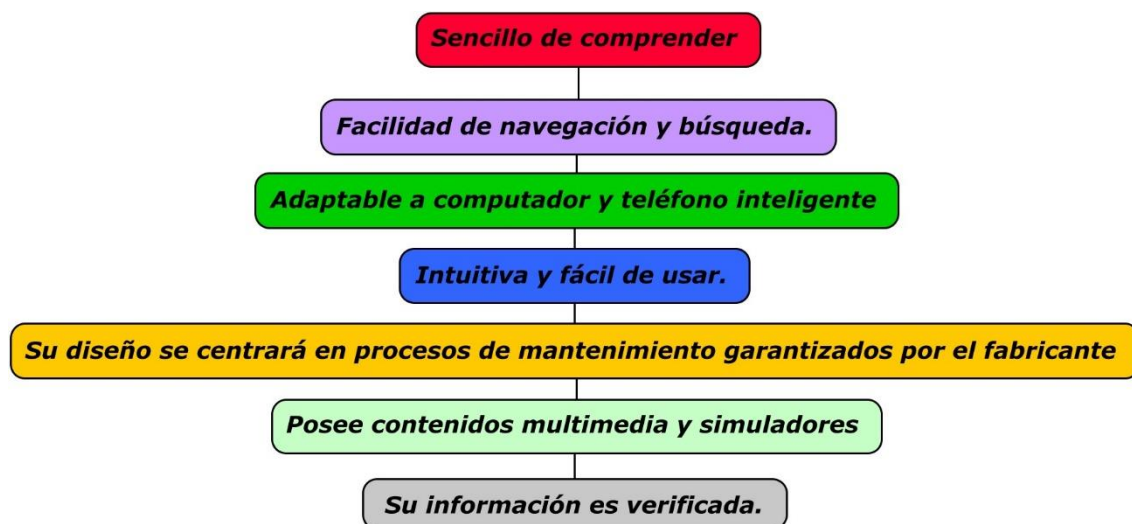 Sencillo de comprender
Facilidad de navegación y búsqueda.
Adaptable a computador y teléfono inteligente
Intuitiva y fácil de usar.
Su diseño se centrará en procesos de mantenimiento garantizados por el fabricante
Posee contenidos multimedia y simuladores
Su información es verificada.